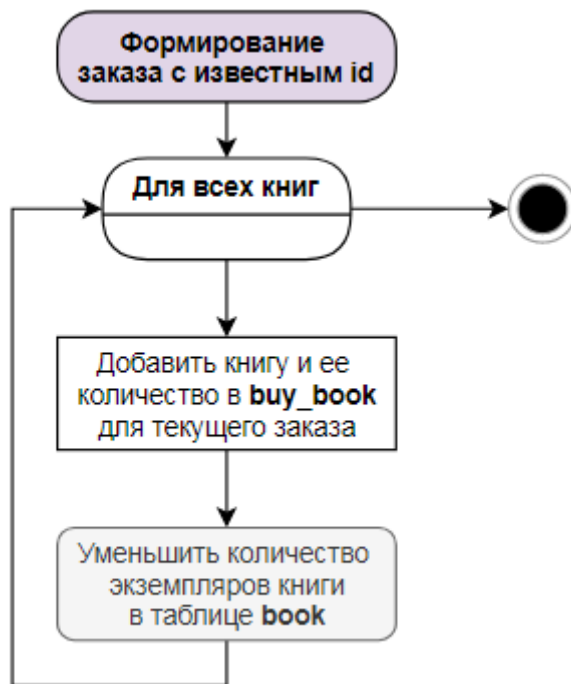 Формирование
заказа с известным id
Для всех книг
Добавить книгу и ее
количество в buy_book
для текущего заказа
Уменьшить количество
экземпляров книги
в таблице book